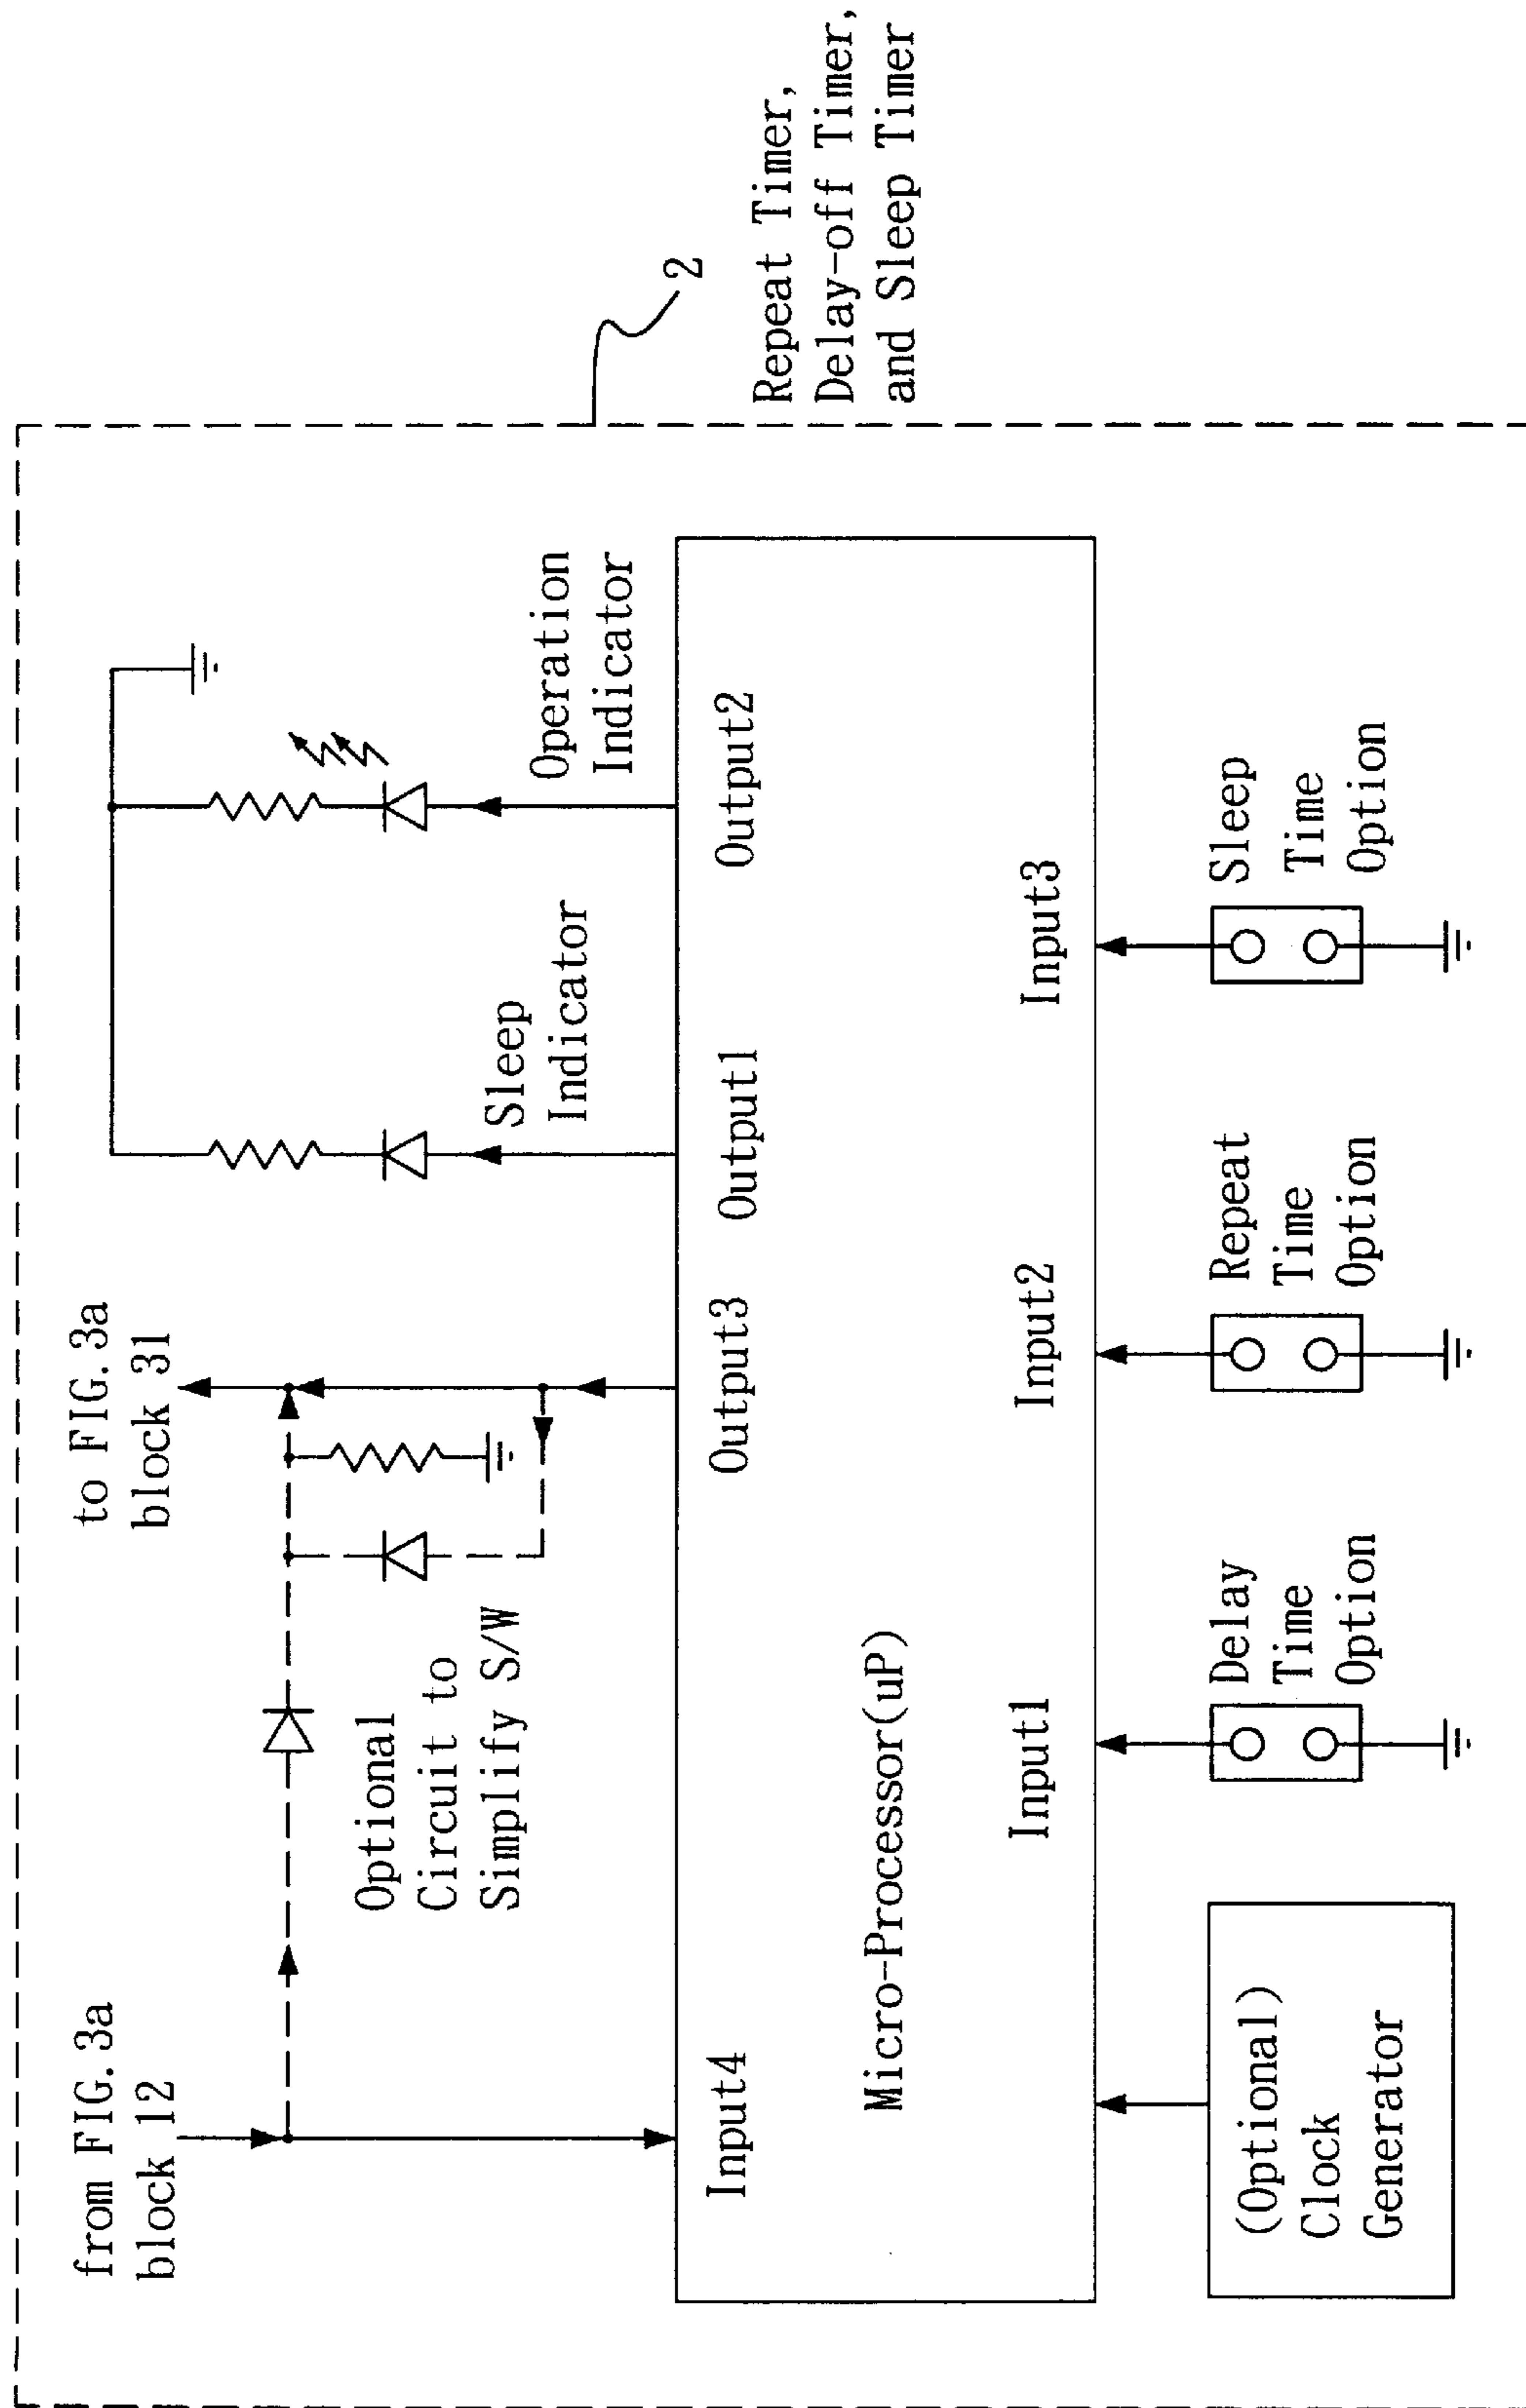 from FIG.3a
block 12
to FIG.3a
block 31
Optional
Circuit to
Simplify S/W
Sleep
Indicator
Operation
Indicator
Input4
Output3
Output1
Output2
Micro-Processor(uP)
Input1
Input2
Input3
(Optional)
Clock
Generator
Delay
Time
Option
Repeat
Time
Option
Sleep
Time
Option
2
Repeat Timer,
Delay-off Timer,
and Sleep Timer